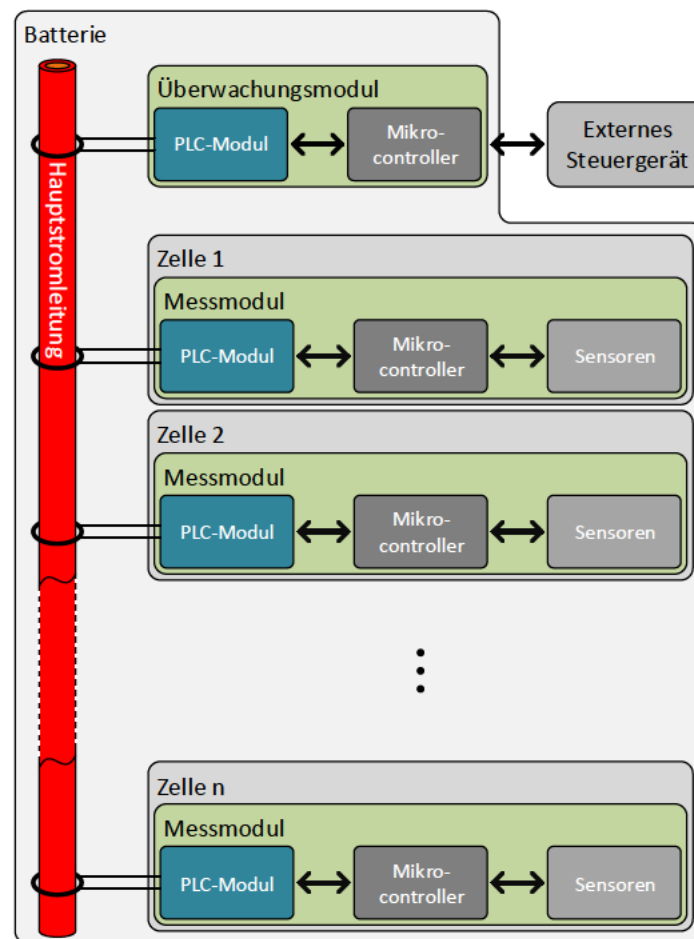 Batterie
Hauptstromleitung
Überwachungsmodul
PLC-Modul
Mikro-
controller
Externes
Steuergerät
Zelle 1
Messmodul
PLC-Modul
Mikro-
controller
Sensoren
Zelle 2
Messmodul
PLC-Modul
Mikro-
controller
Sensoren
Zelle n
Messmodul
PLC-Modul
Mikro-
controller
Sensoren